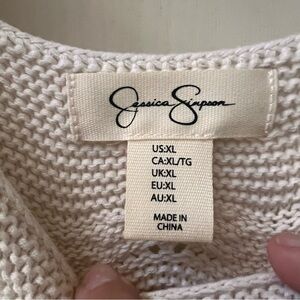 Jessica Simpson
US:XL
CA:XL/TG
UK:XL
EU:XL
AU:XL
MADE IN
CHINA